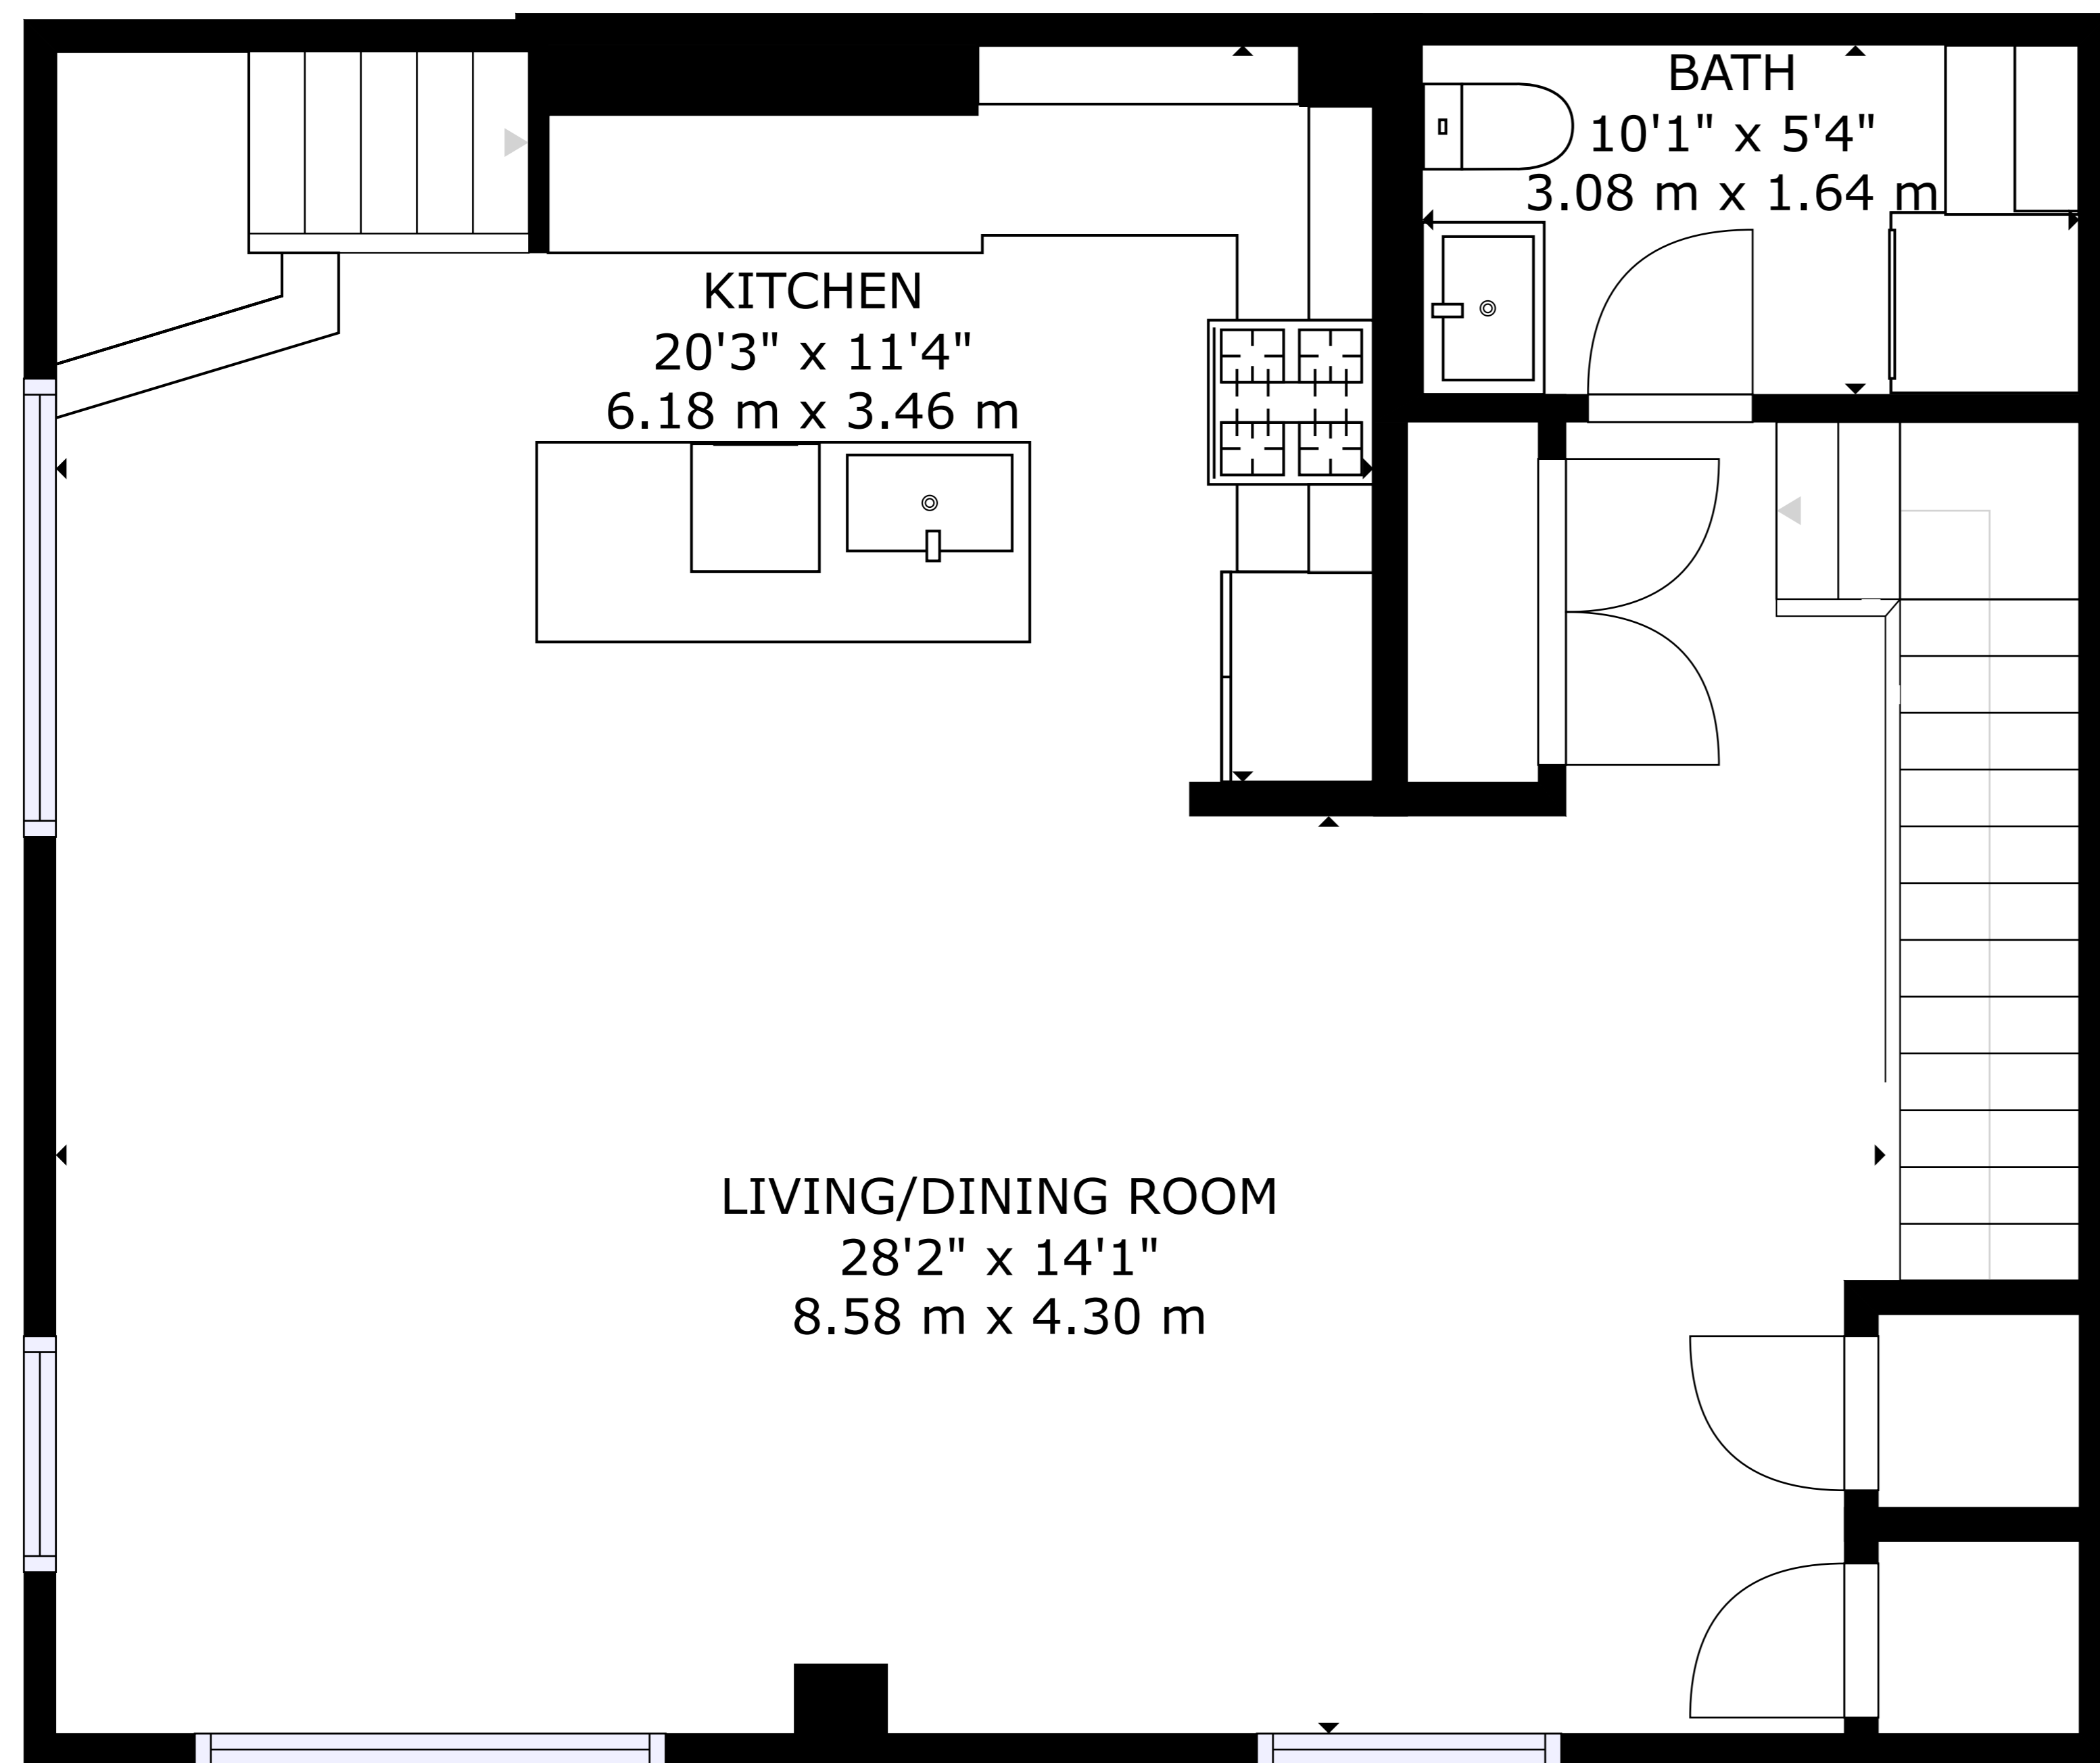 BATH
10'1" x 5'4"
3.08 m x 1.64 m
KITCHEN
20'3" x 11'4"
6.18 m x 3.46 m
LIVING/DINING ROOM
28'2" x 14'1"
8.58 m x 4.30 m